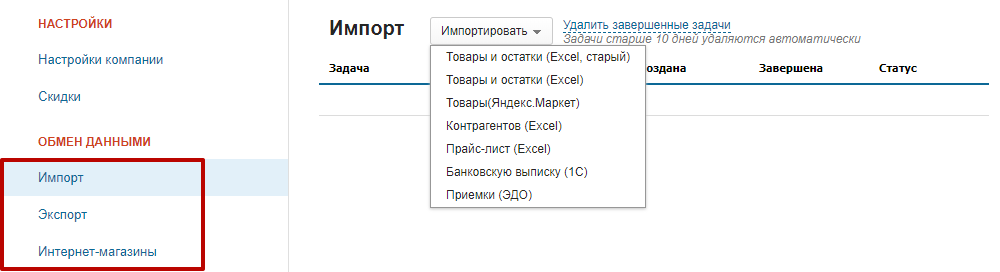 НАСТРОЙКИ
Настройки компании
Скидки
ОБМЕН ДАННЫМИ
Импорт
Экспорт
Интернет-магазины
Импорт
Импортировать
Удалить завершенные задачи
Задачи старше 10 дней удаляются автоматически
Задача
оздана
Завершена
Статус
Товары и остатки (Excel, старый)
Товары и остатки (Excel)
Товары(Яндекс.Маркет)
Контрагентов (Excel)
Прайс-лист (Excel)
Банковскую выписку (1С)
Приемки (ЭДО)